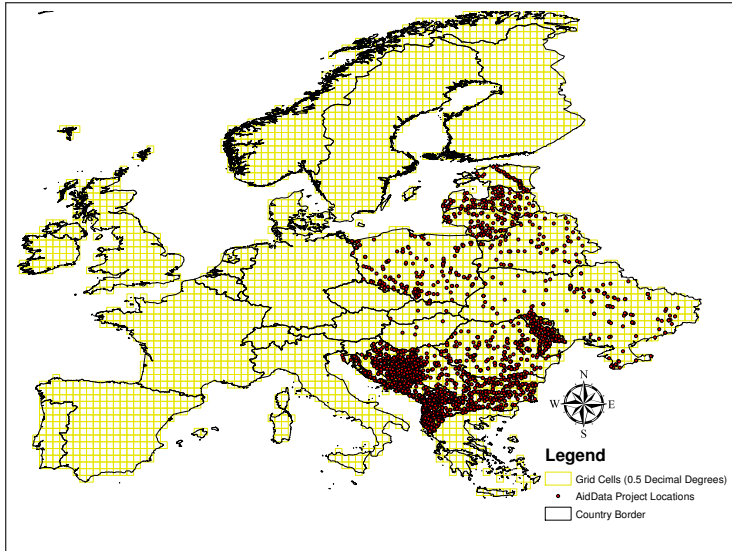 N
W E
S
Legend
Grid Cells (0.5 Decimal Degrees)
AidData Project Locations
Country Border